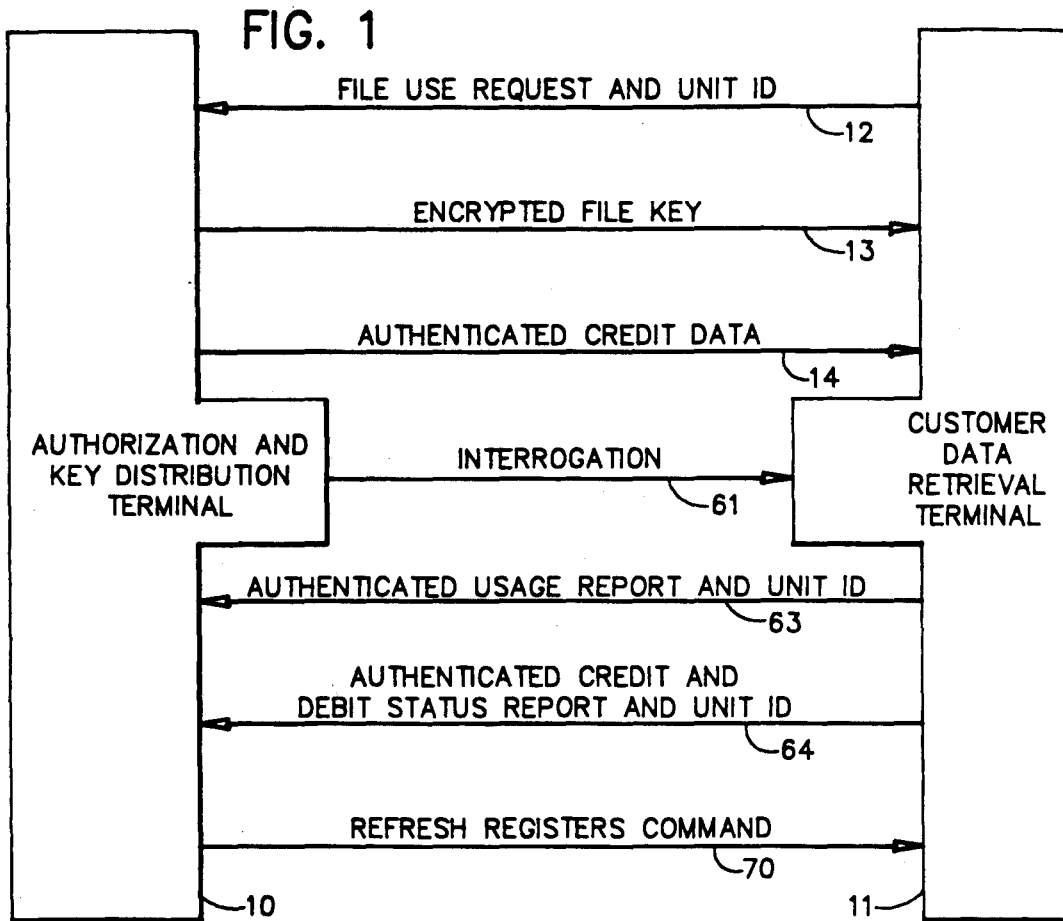 FIG. 1
FILE USE REQUEST AND UNIT ID
12
ENCRYPTED FILE KEY
13
AUTHENTICATED CREDIT DATA
14
AUTHORIZATION AND
KEY DISTRIBUTION
TERMINAL
INTERROGATION
61
CUSTOMER
DATA
RETRIEVAL
TERMINAL
AUTHENTICATED USAGE REPORT AND UNIT ID
63
AUTHENTICATED CREDIT AND
DEBIT STATUS REPORT AND UNIT ID
64
REFRESH REGISTERS COMMAND
70
10
11